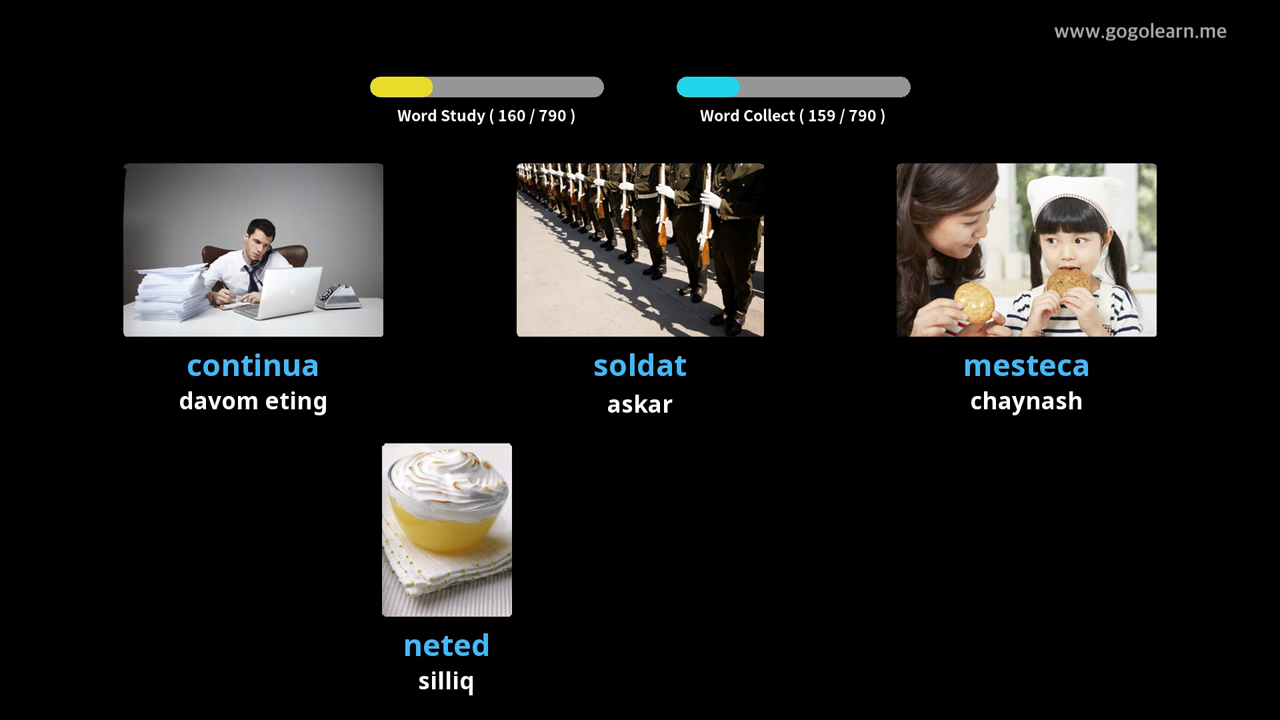 www.gogolearn.me
Word Study ( 160 / 790 )
Word Collect ( 159 / 790 )
continua
davom eting
soldat
askar
mesteca
chaynash
neted
silliq